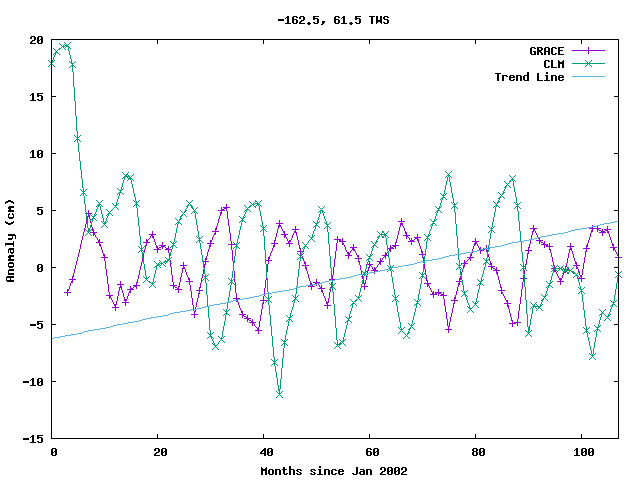 -162.5, 61.5 TWS
GRACE
CLM
Trend Line
20
15
10
5
0
-5
-10
-15
Anomaly (cm)
0 20 40 60 80 100
Months since Jan 2002